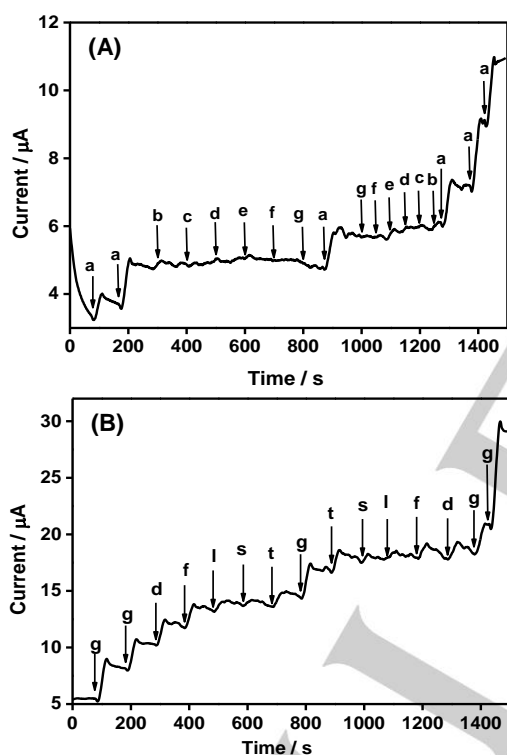 (A)
12
10
8
6
4
Current / µA
a a b c d e f g a g f e d c b a a a
0 200 400 600 800 1000 1200 1400
Time / s
(B)
30
25
20
15
10
5
Current / µA
g g d f l s t g t s l f d g g
0 200 400 600 800 1000 1200 1400
Time / s